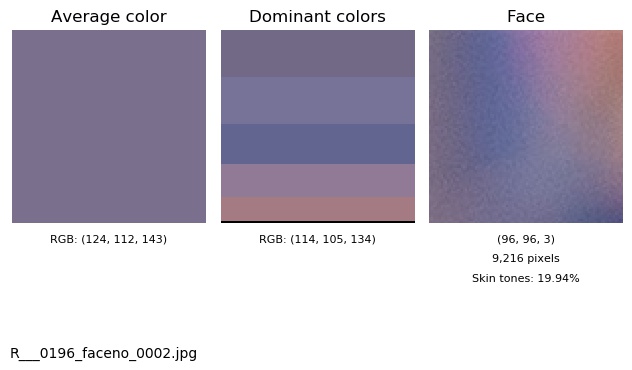 Average color
Dominant colors
Face
RGB: (124, 112, 143)
RGB: (114, 105, 134)
(96, 96, 3)
9,216 pixels
Skin tones: 19.94%
R___0196_faceno_0002.jpg